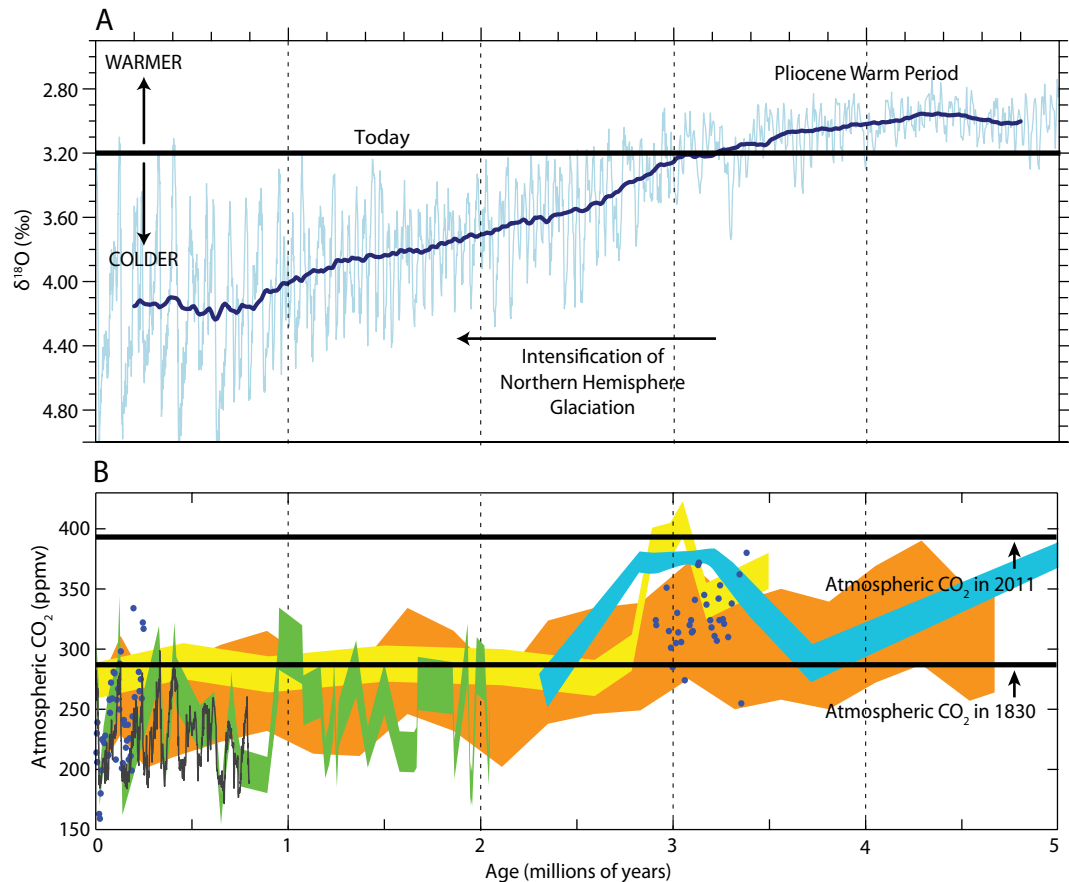 A
WARMER
Pliocene Warm Period
Today
COLDER
Intensification of
Northern Hemisphere
Glaciation
2.80
3.20
3.60
4.00
4.40
4.80
δ¹⁸O (‰)
B
400
350
300
250
200
150
Atmospheric CO₂ (ppmv)
Atmospheric CO₂ in 2011
Atmospheric CO₂ in 1830
0 1 2 3 4 5
Age (millions of years)